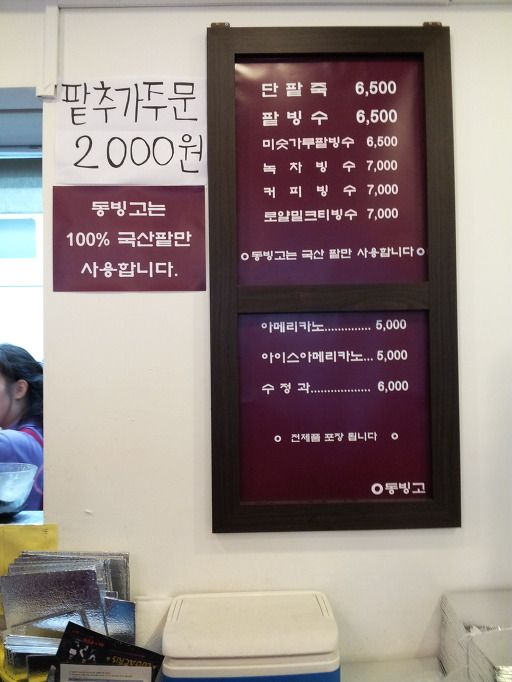 팥추가주문
2000원
동빙고는
100% 국산팥만
사용합니다.
단팥죽 6,500
팥빙수 6,500
미숫가루팥빙수 6,500
녹차빙수 7,000
커피빙수 7,000
로얄밀크티빙수 7,000
동빙고는 국산 팥만 사용합니다
아메리카노.............. 5,000
아이스아메리카노... 5,000
수정과.................. 6,000
전제품 포장 됩니다
동빙고